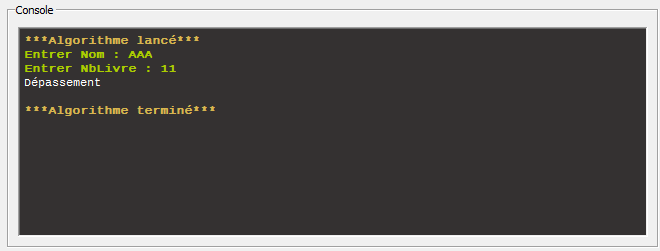 Console
***Algorithme lancé***
Entrer Nom : AAA
Entrer NbLivre : 11
Dépassement
***Algorithme terminé***